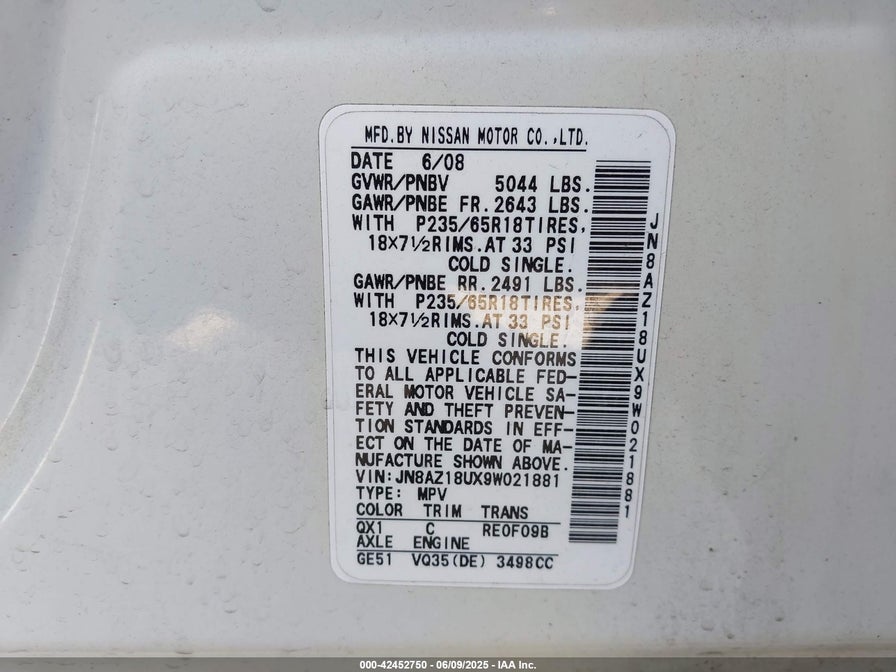 MFD.BY NISSAN MOTOR CO.,LTD.
DATE 6/08
GVWR/PNBV 5044 LBS.
GAWR/PNBE FR. 2643 LBS.
WITH P235/65R18TIRES,
18×7½RIMS.AT 33 PSI
COLD SINGLE.
GAWR/PNBE RR. 2491 LBS.
WITH P235/65R18TIRES,
18×7½RIMS.AT 33 PSI
COLD SINGLE.
THIS VEHICLE CONFORMS
TO ALL APPLICABLE FED-
ERAL MOTOR VEHICLE SA-
FETY AND THEFT PREVEN-
TION STANDARDS IN EFF-
ECT ON THE DATE OF MA-
NUFACTURE SHOWN ABOVE.
VIN:JN8AZ18UX9W021881
TYPE: MPV
COLOR TRIM TRANS
QX1 C RE0F09B
AXLE ENGINE
GE51 VQ35(DE) 3498CC
JN8AZ18UX9W021881
000-42452750 - 06/09/2025 - IAA Inc.